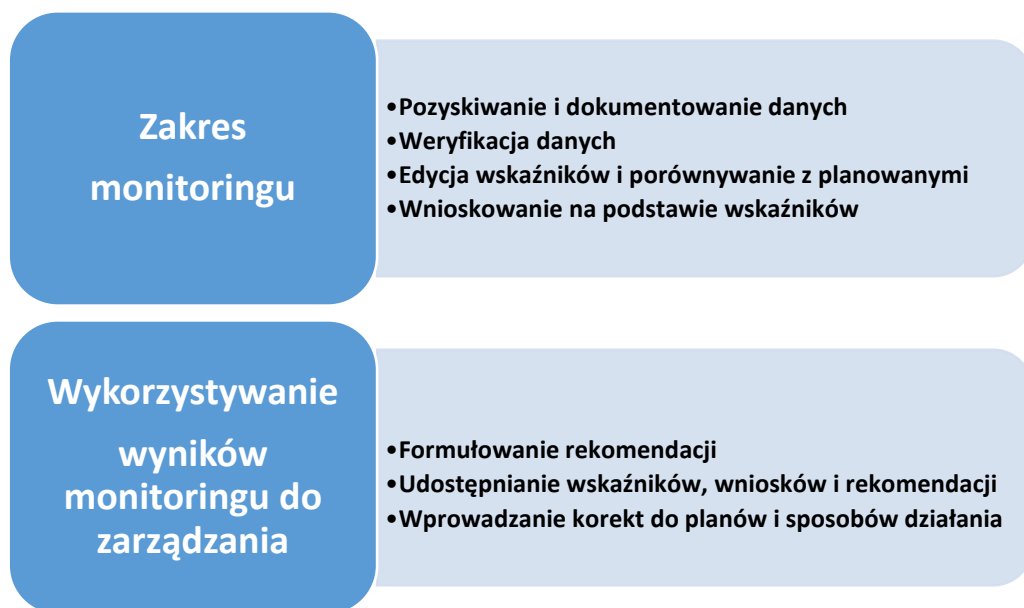 Zakres
monitoringu
•Pozyskiwanie i dokumentowanie danych
•Weryfikacja danych
•Edycja wskaźników i porównywanie z planowanymi
•Wnioskowanie na podstawie wskaźników
Wykorzystywanie
wyników
monitoringu do
zarządzania
•Formułowanie rekomendacji
•Udostępnianie wskaźników, wniosków i rekomendacji
•Wprowadzanie korekt do planów i sposobów działania